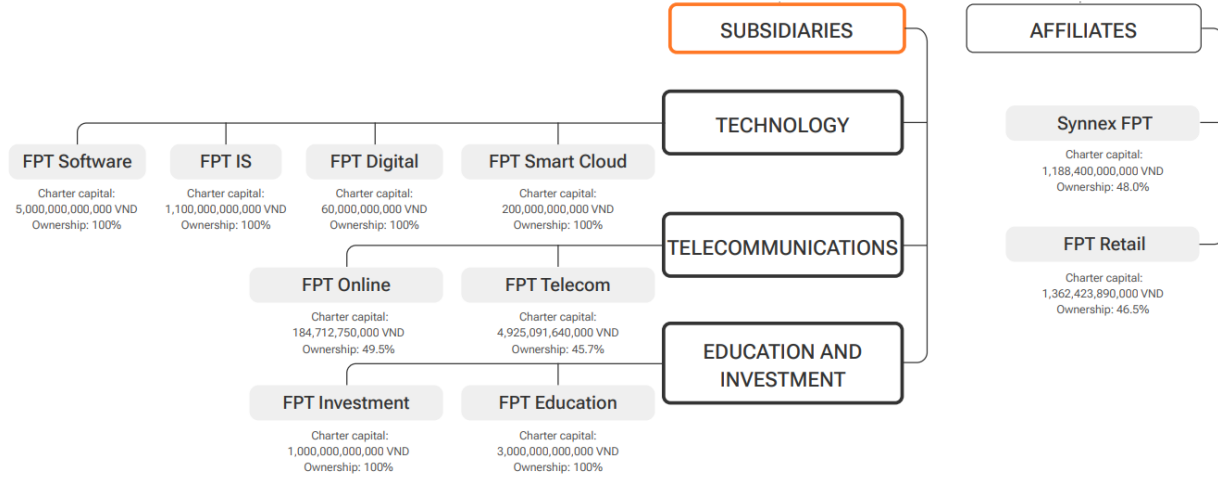 SUBSIDIARIES
AFFILIATES
TECHNOLOGY
FPT Software
Charter capital:
5,000,000,000,000 VND
Ownership: 100%
FPT IS
Charter capital:
1,100,000,000,000 VND
Ownership: 100%
FPT Digital
Charter capital:
60,000,000,000 VND
Ownership: 100%
FPT Smart Cloud
Charter capital:
200,000,000,000 VND
Ownership: 100%
TELECOMMUNICATIONS
FPT Online
Charter capital:
184,712,750,000 VND
Ownership: 49.5%
FPT Telecom
Charter capital:
4,925,091,640,000 VND
Ownership: 45.7%
EDUCATION AND
INVESTMENT
FPT Investment
Charter capital:
1,000,000,000,000 VND
Ownership: 100%
FPT Education
Charter capital:
3,000,000,000,000 VND
Ownership: 100%
Synnex FPT
Charter capital:
1,188,400,000,000 VND
Ownership: 48.0%
FPT Retail
Charter capital:
1,362,423,890,000 VND
Ownership: 46.5%